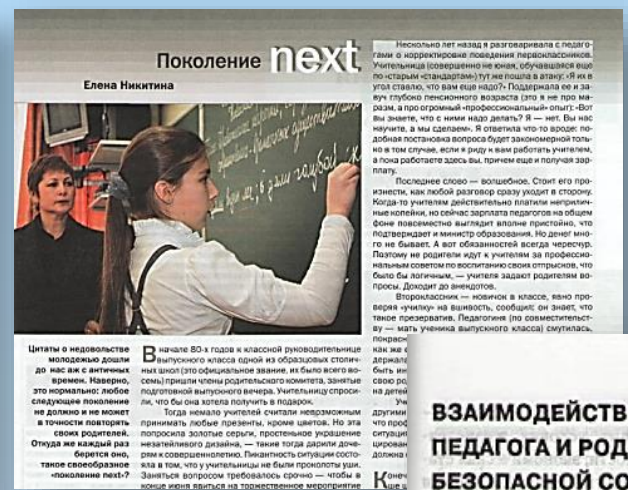 Поколение next
Елена Никитина
Цитаты о недовольстве
молодежью дошли
до нас аж с античных
времен. Наверно,
это нормально: любое
следующее поколение
не должно и не может
в точности повторять
своих родителей.
Откуда же каждый раз
берется оно,
такое своеобразное
«поколение next»?
В начале 80-х годов к классной руководительнице
выпускного класса одной из образцовых столич-
ных школ (это официальное звание, их было всего во-
семь) пришли члены родительского комитета, занятые
подготовкой выпускного вечера. Учительницу спроси-
ли, что бы она хотела получить в подарок.
Тогда немало учителей считали невозможным
принимать любые презенты, кроме цветов. Но эта
попросила золотые серьги, простенькое украшение
незатейливого дизайна, — такие тогда дарили доче-
рям к совершеннолетию. Пикантность ситуации состо-
яла в том, что у учительницы не были проколоты уши.
Заняться вопросом требовалось срочно — чтобы в
конце июня явиться на торжественное мероприятие
Несколько лет назад я разговаривала с педаго-
гами о корректировке поведения первоклассников.
Учительница (совершенно не юная, обучавшаяся еще
по «старым «стандартам») тут же пошла в атаку: «Я их в
угол ставлю, что вам еще надо?» Поддержала ее и за-
вуч глубоко пенсионного возраста (это я не про ма-
разм, а про огромный «профессиональный» опыт): «Вот
вы знаете, что с ними надо делать? Я — нет. Вы нас
научите, а мы сделаем». Я ответила что-то вроде: по-
добная постановка вопроса будет закономерной толь-
ко в том случае, если я приду к вам работать учителем,
а пока работаете здесь вы, причем еще и получая зар-
плату.
Последнее слово — волшебное. Стоит его про-
изнести, как любой разговор сразу уходит в сторону.
Когда-то учителям действительно платили неприлич-
ные копейки, но сейчас зарплата педагогов на общем
фоне повсеместно выглядит вполне пристойно, что
подтверждает и министр образования. Но денег мно-
го не бывает. А вот обязанностей всегда чересчур.
Поэтому не родители идут к учителям за профессио-
нальным советом по воспитанию своих отпрысков, что
было бы логичным, — учителя задают родителям во-
просы. Доходит до анекдотов.
Второклассник — новичок в классе, явно про-
веряя «училку» на вшивость, сообщил: он знает, что
такое презерватив. Педагогиня (по совместительст-
ву — мать ученика выпускного класса) смутилась,
ВЗАИМОДЕЙСТВ
ПЕДАГОГА И РОД
БЕЗОПАСНОЙ СО